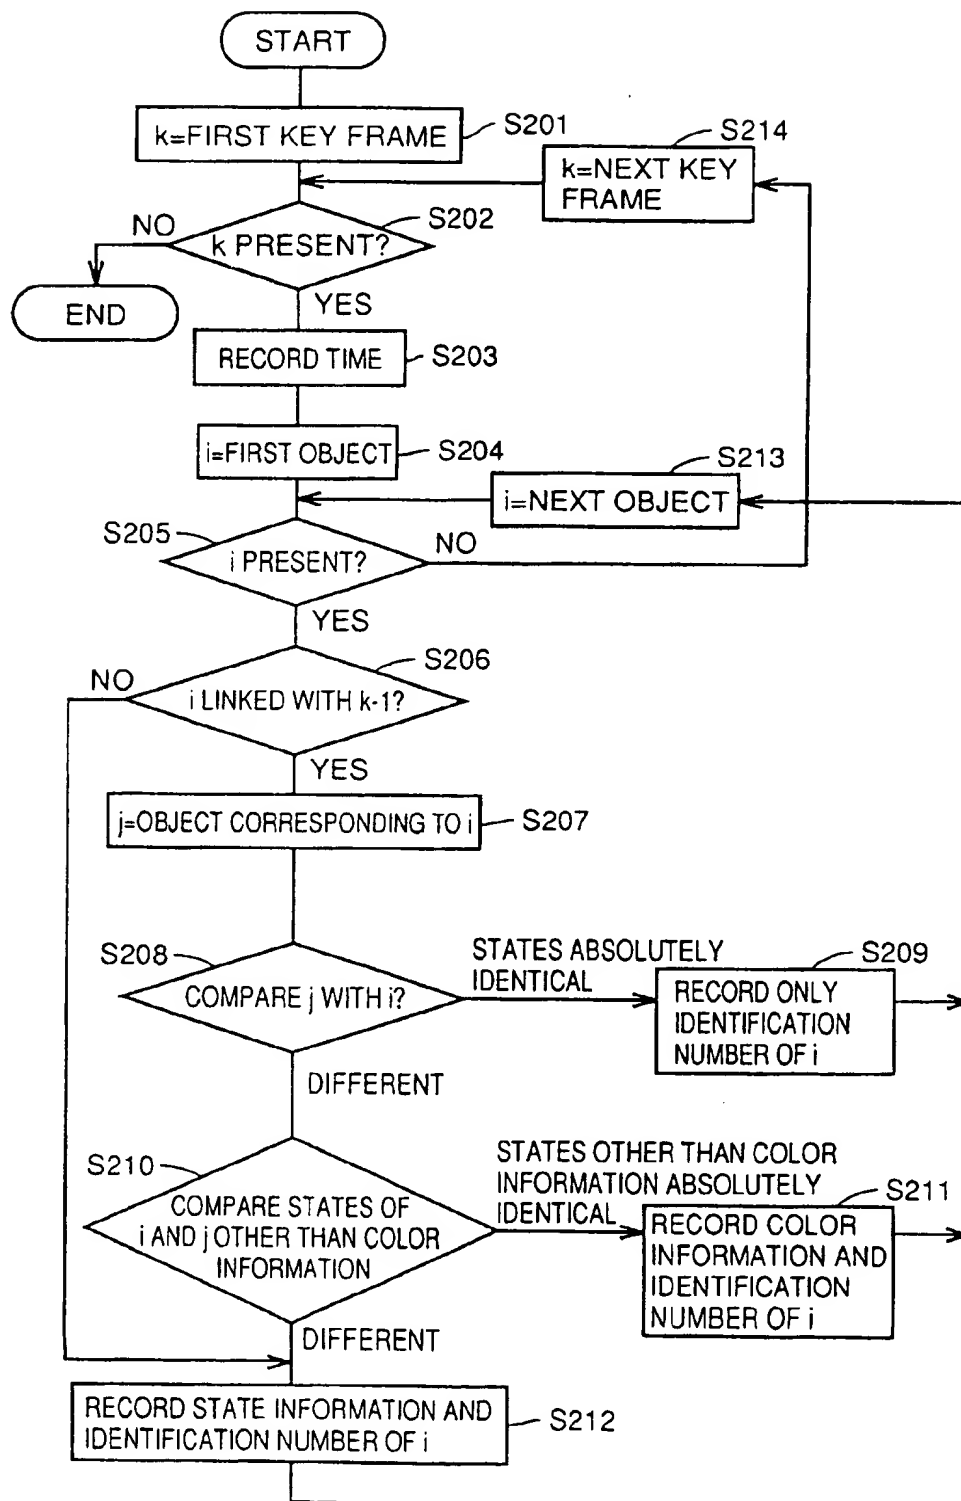 START
k=FIRST KEY FRAME
S201
S214
k=NEXT KEY
FRAME
NO
k PRESENT?
S202
END
YES
RECORD TIME
S203
i=FIRST OBJECT
S204
S213
i=NEXT OBJECT
S205
i PRESENT?
NO
YES
S206
NO
i LINKED WITH k-1?
YES
j=OBJECT CORRESPONDING TO i
S207
S208
COMPARE j WITH i?
STATES ABSOLUTELY
IDENTICAL
S209
RECORD ONLY
IDENTIFICATION
NUMBER OF i
DIFFERENT
S210
COMPARE STATES OF
i AND j OTHER THAN COLOR
INFORMATION
STATES OTHER THAN COLOR
INFORMATION ABSOLUTELY
IDENTICAL
S211
RECORD COLOR
INFORMATION AND
IDENTIFICATION
NUMBER OF i
DIFFERENT
RECORD STATE INFORMATION AND
IDENTIFICATION NUMBER OF i
S212